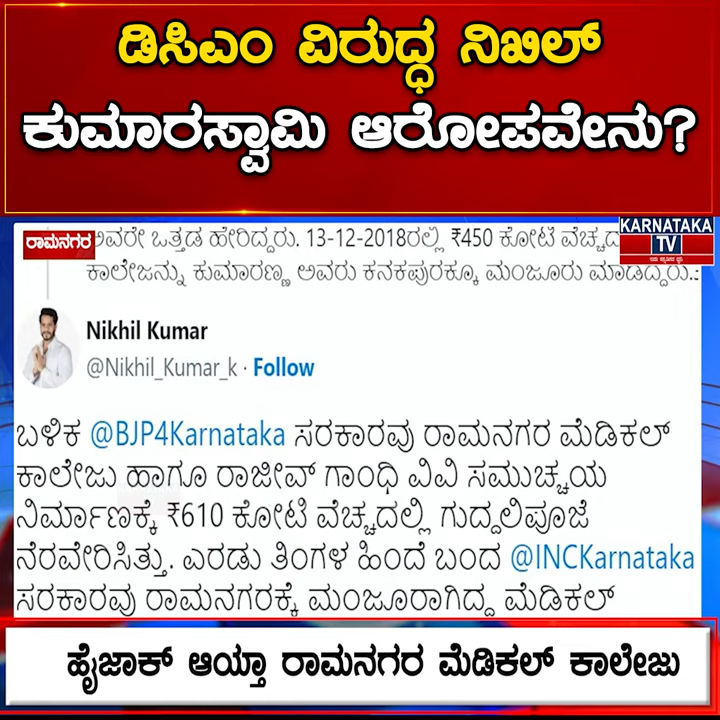 ಡಿಸಿಎಂ ವಿರುದ್ಧ ನಿಖಿಲ್
ಕುಮಾರಸ್ವಾಮಿ ಆರೋಪವೇನು?
ರಾಮನಗರ
KARNATAKA
TV
ಅವರೇ ಒತ್ತಡ ಹೇರಿದ್ದರು. 13-12-2018ರಲ್ಲಿ ₹450 ಕೋಟಿ
ಕಾಲೇಜನ್ನು ಕುಮಾರಣ್ಣ ಅವರು ಕನಕಪುರಕ್ಕೂ ಮಂಜೂರು ಮಾಡಿದ್ದರು.
Nikhil Kumar
@Nikhil_Kumar_k · Follow
ಬಳಿಕ @BJP4Karnataka ಸರಕಾರವು ರಾಮನಗರ ಮೆಡಿಕಲ್
ಕಾಲೇಜು ಹಾಗೂ ರಾಜೀವ್ ಗಾಂಧಿ ವಿವಿ ಸಮುಚ್ಚಯ
ನಿರ್ಮಾಣಕ್ಕೆ ₹610 ಕೋಟಿ ವೆಚ್ಚದಲ್ಲಿ ಗುದ್ದಲಿಪೂಜೆ
ನೆರವೇರಿಸಿತ್ತು. ಎರಡು ತಿಂಗಳ ಹಿಂದೆ ಬಂದ @INCKarnataka
ಸರಕಾರವು ರಾಮನಗರಕ್ಕೆ ಮಂಜೂರಾಗಿದ್ದ ಮೆಡಿಕಲ್
ಹೈಜಾಕ್ ಆಯ್ತಾ ರಾಮನಗರ ಮೆಡಿಕಲ್ ಕಾಲೇಜು